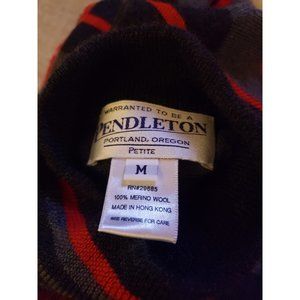 WARRANTED TO BE A
PENDLETON
PORTLAND, OREGON
PETITE
M
RN#29685
100% MERINO WOOL
MADE IN HONG KONG
SEE REVERSE FOR CARE